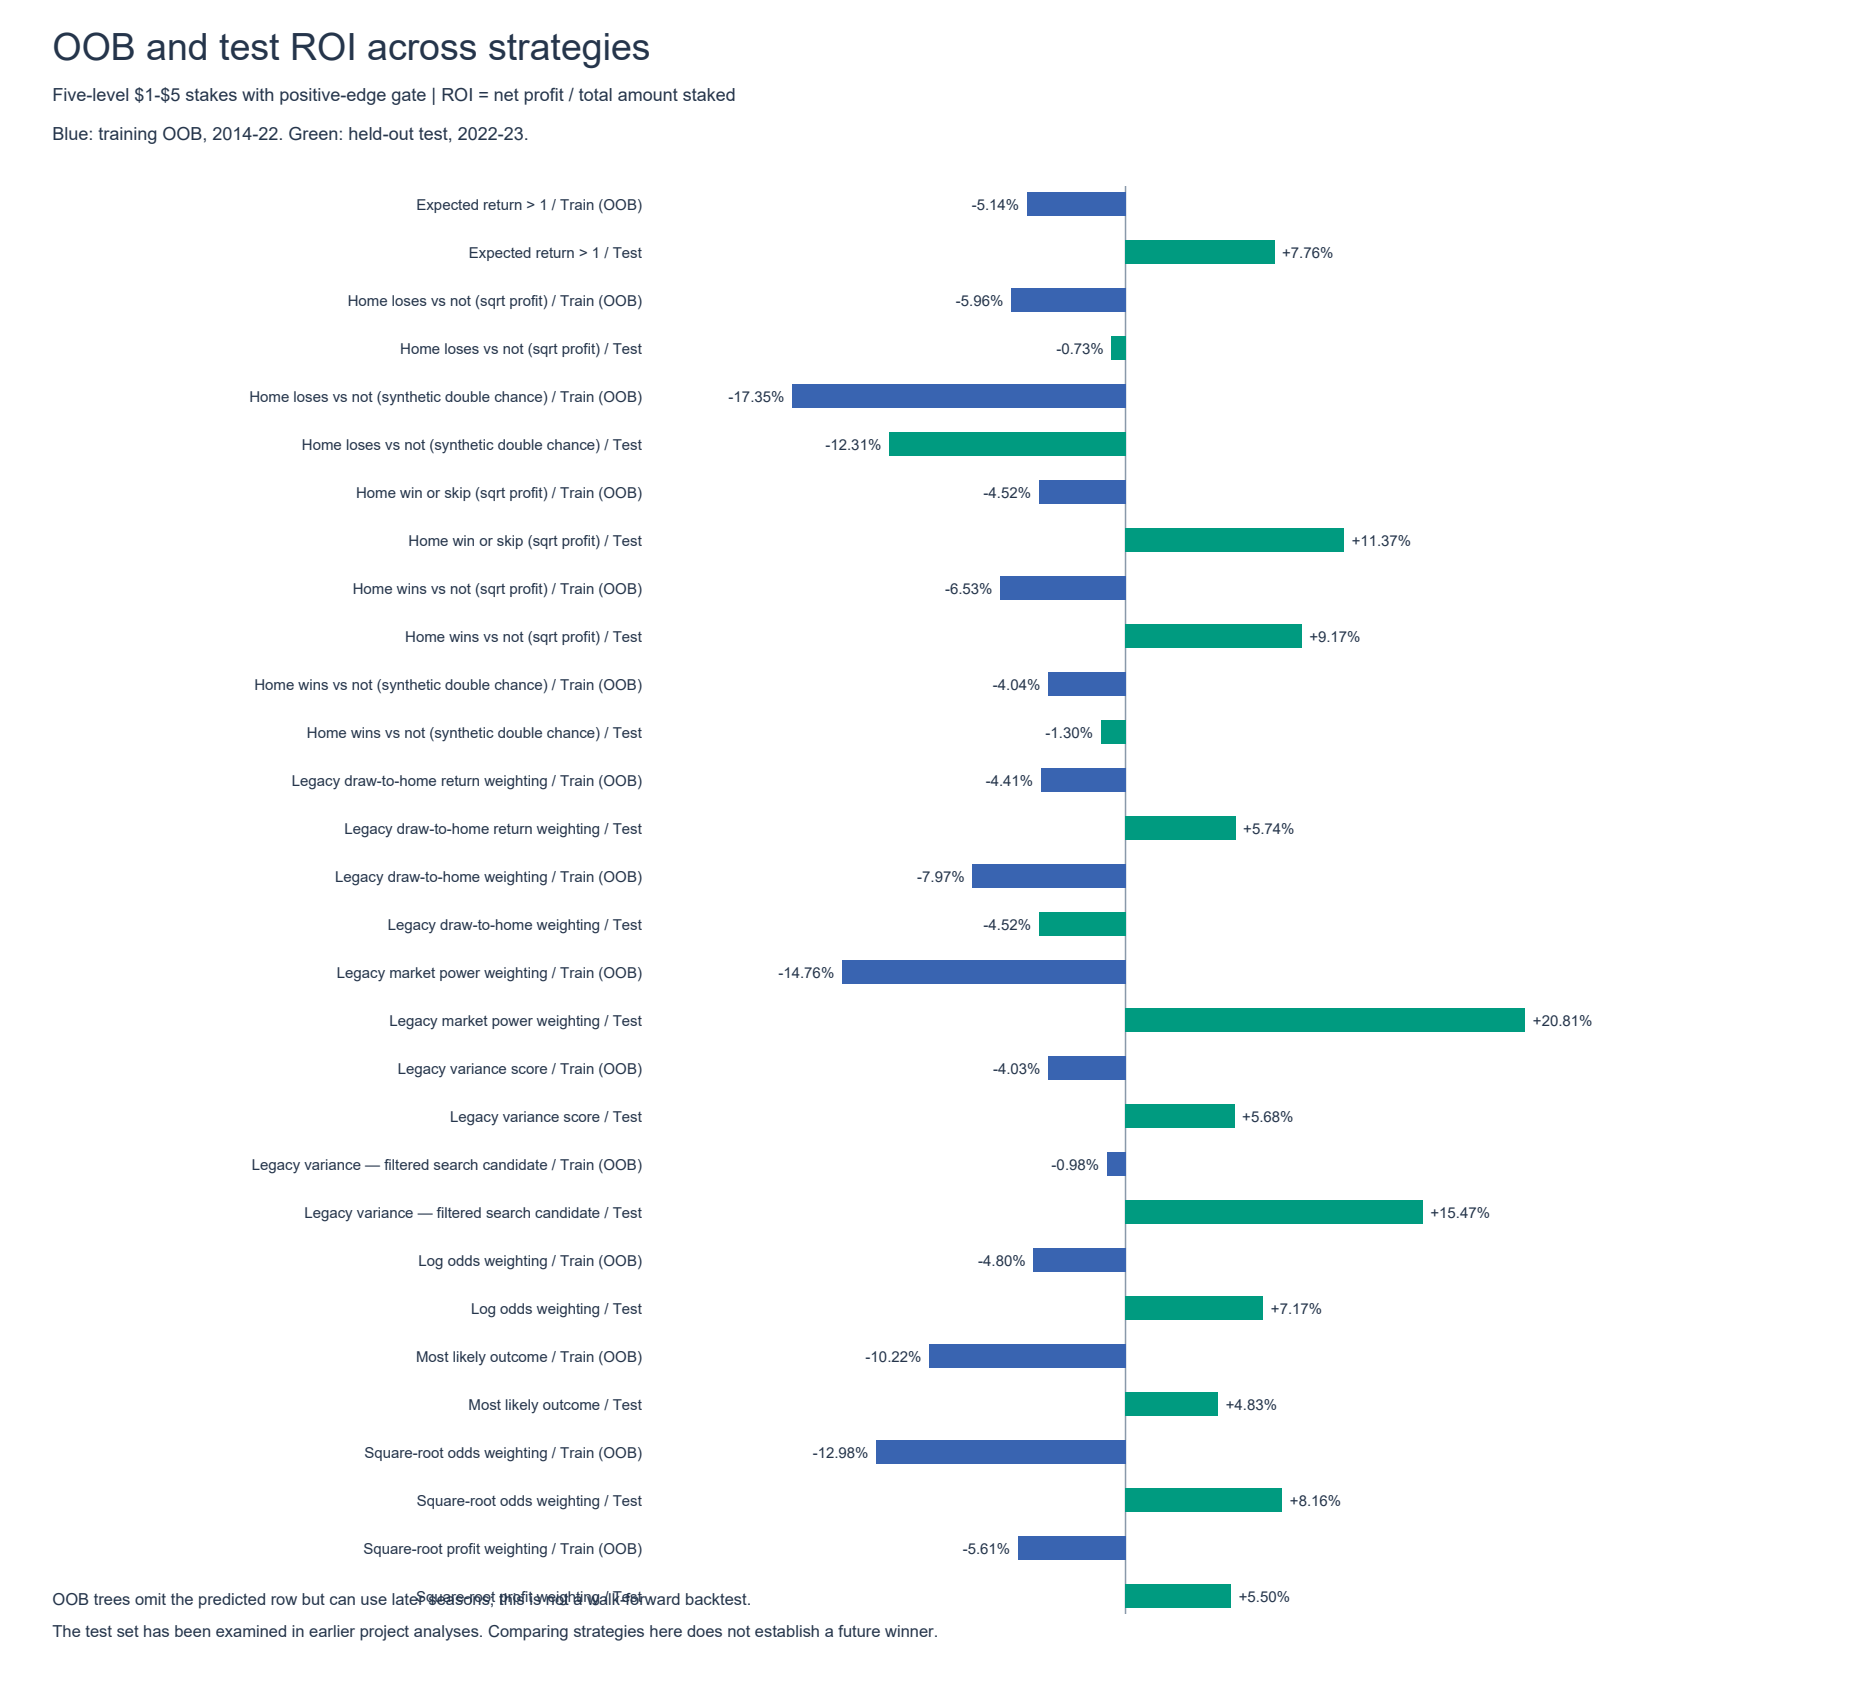 OOB and test ROI across strategies
Five-level $1-$5 stakes with positive-edge gate | ROI = net profit / total amount staked
Blue: training OOB, 2014-22. Green: held-out test, 2022-23.
Expected return > 1 / Train (OOB) -5.14%
Expected return > 1 / Test +7.76%
Home loses vs not (sqrt profit) / Train (OOB) -5.96%
Home loses vs not (sqrt profit) / Test -0.73%
Home loses vs not (synthetic double chance) / Train (OOB) -17.35%
Home loses vs not (synthetic double chance) / Test -12.31%
Home win or skip (sqrt profit) / Train (OOB) -4.52%
Home win or skip (sqrt profit) / Test +11.37%
Home wins vs not (sqrt profit) / Train (OOB) -6.53%
Home wins vs not (sqrt profit) / Test +9.17%
Home wins vs not (synthetic double chance) / Train (OOB) -4.04%
Home wins vs not (synthetic double chance) / Test -1.30%
Legacy draw-to-home return weighting / Train (OOB) -4.41%
Legacy draw-to-home return weighting / Test +5.74%
Legacy draw-to-home weighting / Train (OOB) -7.97%
Legacy draw-to-home weighting / Test -4.52%
Legacy market power weighting / Train (OOB) -14.76%
Legacy market power weighting / Test +20.81%
Legacy variance score / Train (OOB) -4.03%
Legacy variance score / Test +5.68%
Legacy variance — filtered search candidate / Train (OOB) -0.98%
Legacy variance — filtered search candidate / Test +15.47%
Log odds weighting / Train (OOB) -4.80%
Log odds weighting / Test +7.17%
Most likely outcome / Train (OOB) -10.22%
Most likely outcome / Test +4.83%
Square-root odds weighting / Train (OOB) -12.98%
Square-root odds weighting / Test +8.16%
Square-root profit weighting / Train (OOB) -5.61%
Square-root profit weighting / Test +5.50%
OOB trees omit the predicted row but can use later seasons; this is not a walk-forward backtest.
The test set has been examined in earlier project analyses. Comparing strategies here does not establish a future winner.